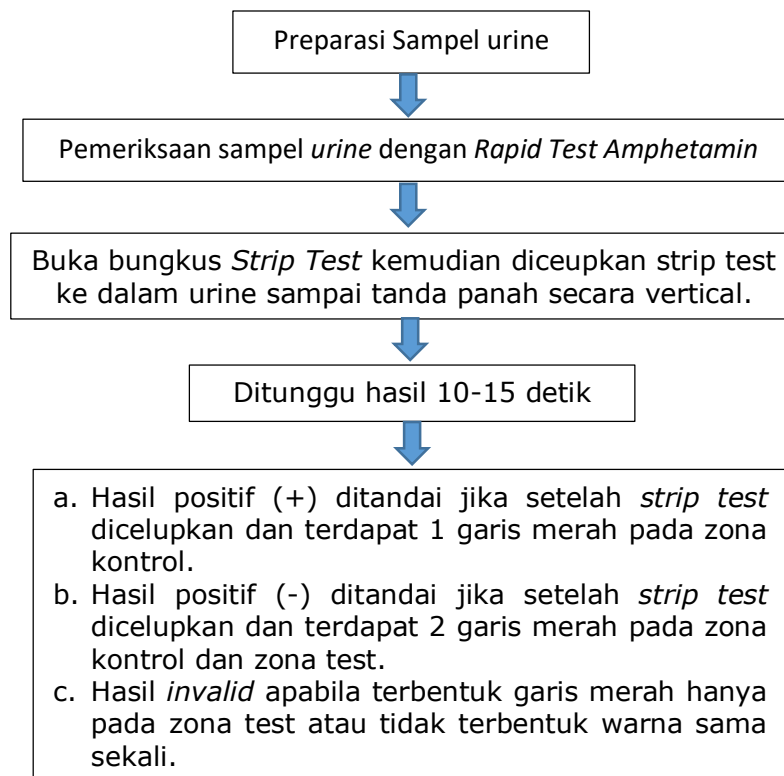 Preparasi Sampel urine
Pemeriksaan sampel urine dengan Rapid Test Amphetamin
Buka bungkus Strip Test kemudian diceupkan strip test
ke dalam urine sampai tanda panah secara vertical.
Ditunggu hasil 10-15 detik
a. Hasil positif (+) ditandai jika setelah strip test
dicelupkan dan terdapat 1 garis merah pada zona
kontrol.
b. Hasil positif (-) ditandai jika setelah strip test
dicelupkan dan terdapat 2 garis merah pada zona
kontrol dan zona test.
c. Hasil invalid apabila terbentuk garis merah hanya
pada zona test atau tidak terbentuk warna sama
sekali.